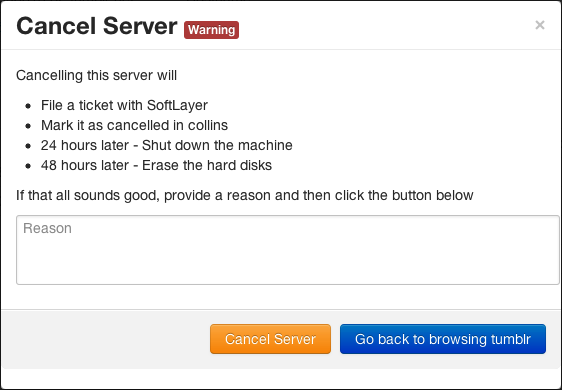 Cancel Server Warning ×
Cancelling this server will
• File a ticket with SoftLayer
• Mark it as cancelled in collins
• 24 hours later - Shut down the machine
• 48 hours later - Erase the hard disks
If that all sounds good, provide a reason and then click the button below
Reason
Cancel Server Go back to browsing tumblr